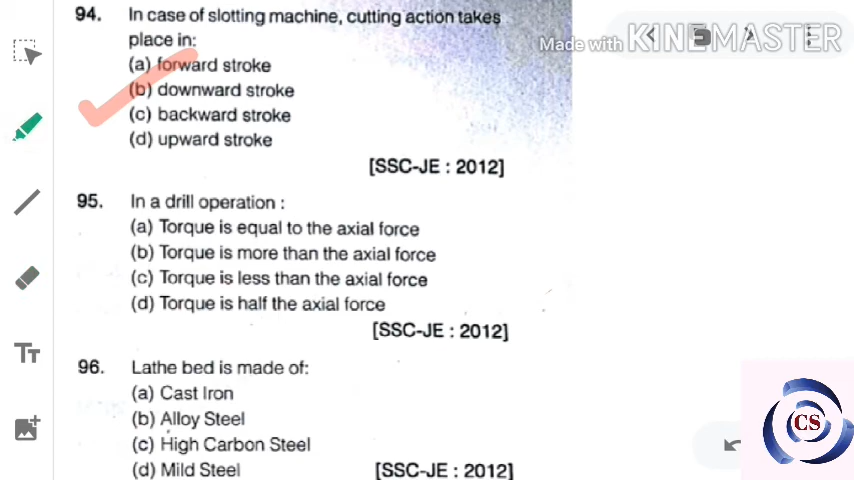 94. In case of slotting machine, cutting action takes
place in:
(a) forward stroke
(b) downward stroke
(c) backward stroke
(d) upward stroke
[SSC-JE : 2012]
95. In a drill operation :
(a) Torque is equal to the axial force
(b) Torque is more than the axial force
(c) Torque is less than the axial force
(d) Torque is half the axial force
[SSC-JE : 2012]
96. Lathe bed is made of:
(a) Cast Iron
(b) Alloy Steel
(c) High Carbon Steel
(d) Mild Steel [SSC-JE : 2012]
Made with KINEMASTER
TT
CS